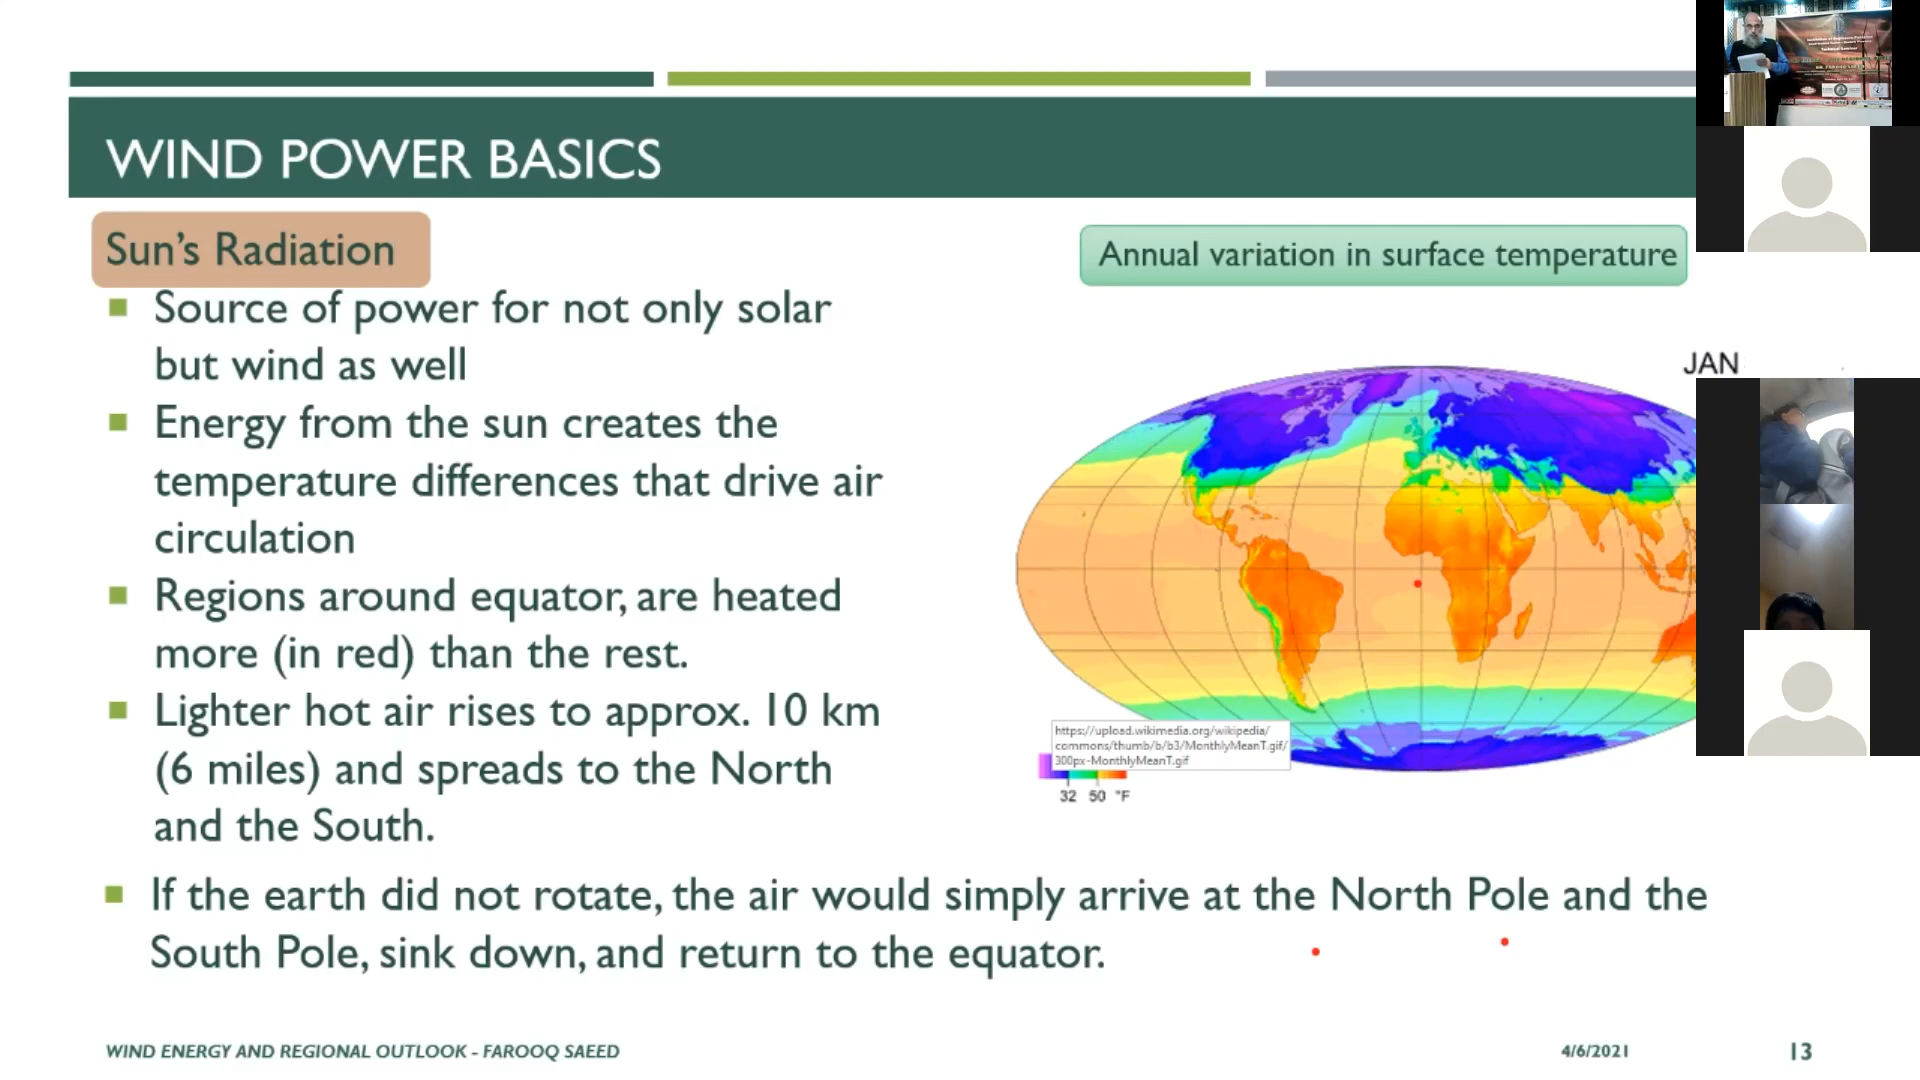 WIND POWER BASICS
Sun's Radiation
Source of power for not only solar
but wind as well
Energy from the sun creates the
temperature differences that drive air
circulation
Regions around equator, are heated
more (in red) than the rest.
Lighter hot air rises to approx. 10 km
(6 miles) and spreads to the North
and the South.
If the earth did not rotate, the air would simply arrive at the North Pole and the
South Pole, sink down, and return to the equator.
Annual variation in surface temperature
JAN
https://upload.wikimedia.org/wikipedia/
commons/thumb/b/b3/MonthlyMeanT.gif/
300px-MonthlyMeanT.gif
32 50 °F
WIND ENERGY AND REGIONAL OUTLOOK - FAROOQ SAEED
4/6/2021
13